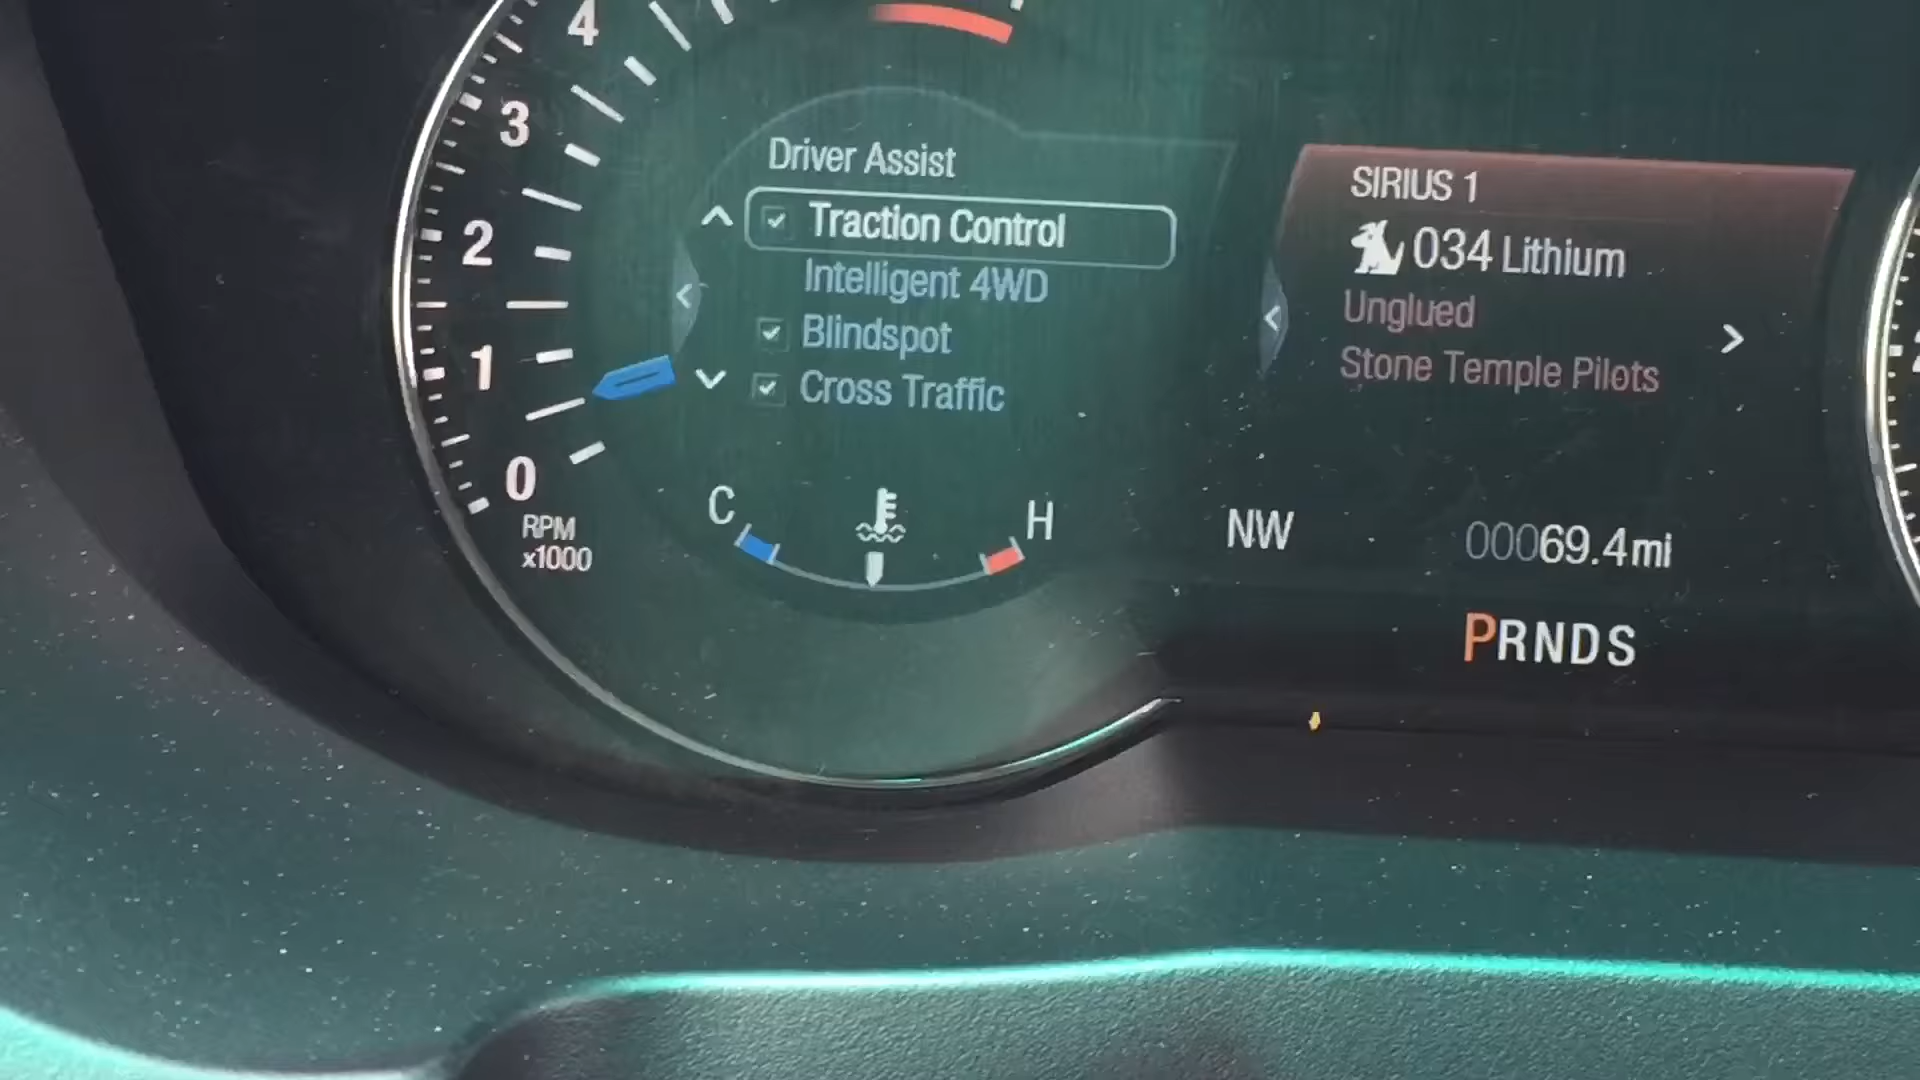 4
3
2
1
0
RPM
x1000
Driver Assist
Traction Control
Intelligent 4WD
Blindspot
Cross Traffic
C
H
SIRIUS 1
034 Lithium
Unglued
Stone Temple Pilots
NW
00069.4mi
PRNDS